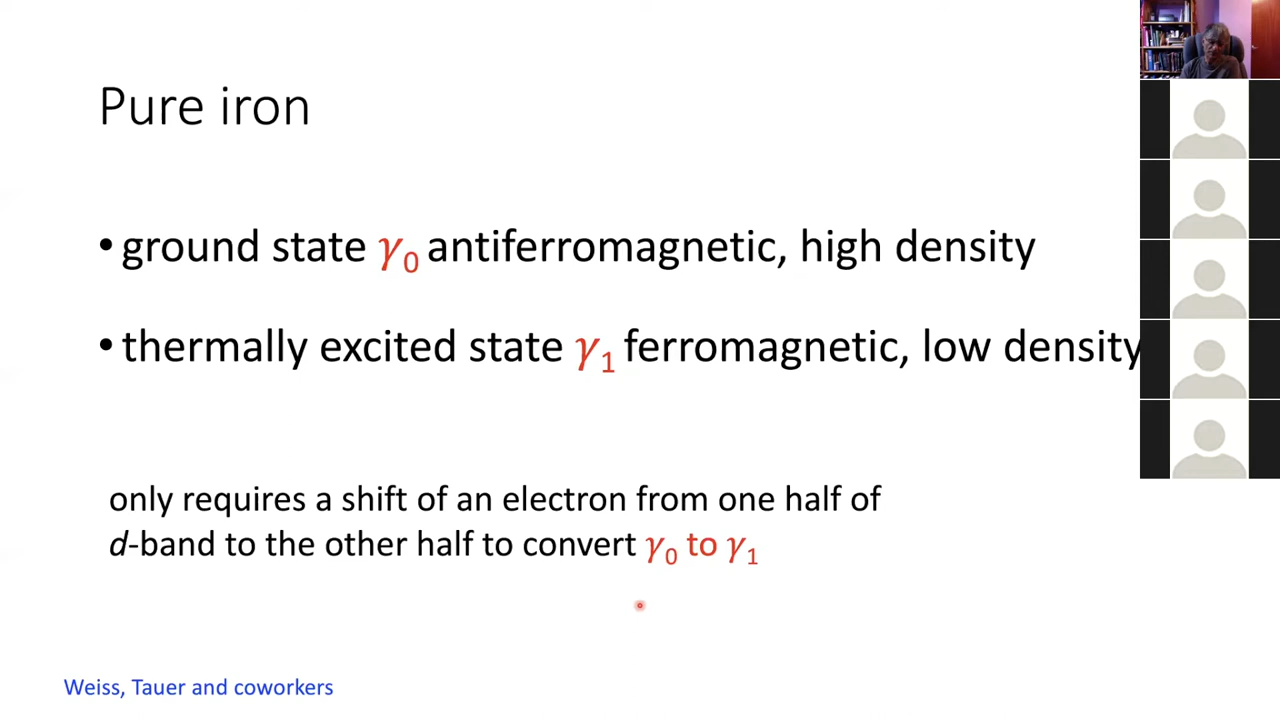 Pure iron
• ground state γ₀ antiferromagnetic, high density
• thermally excited state γ₁ ferromagnetic, low density
only requires a shift of an electron from one half of
d-band to the other half to convert γ₀ to γ₁
Weiss, Tauer and coworkers